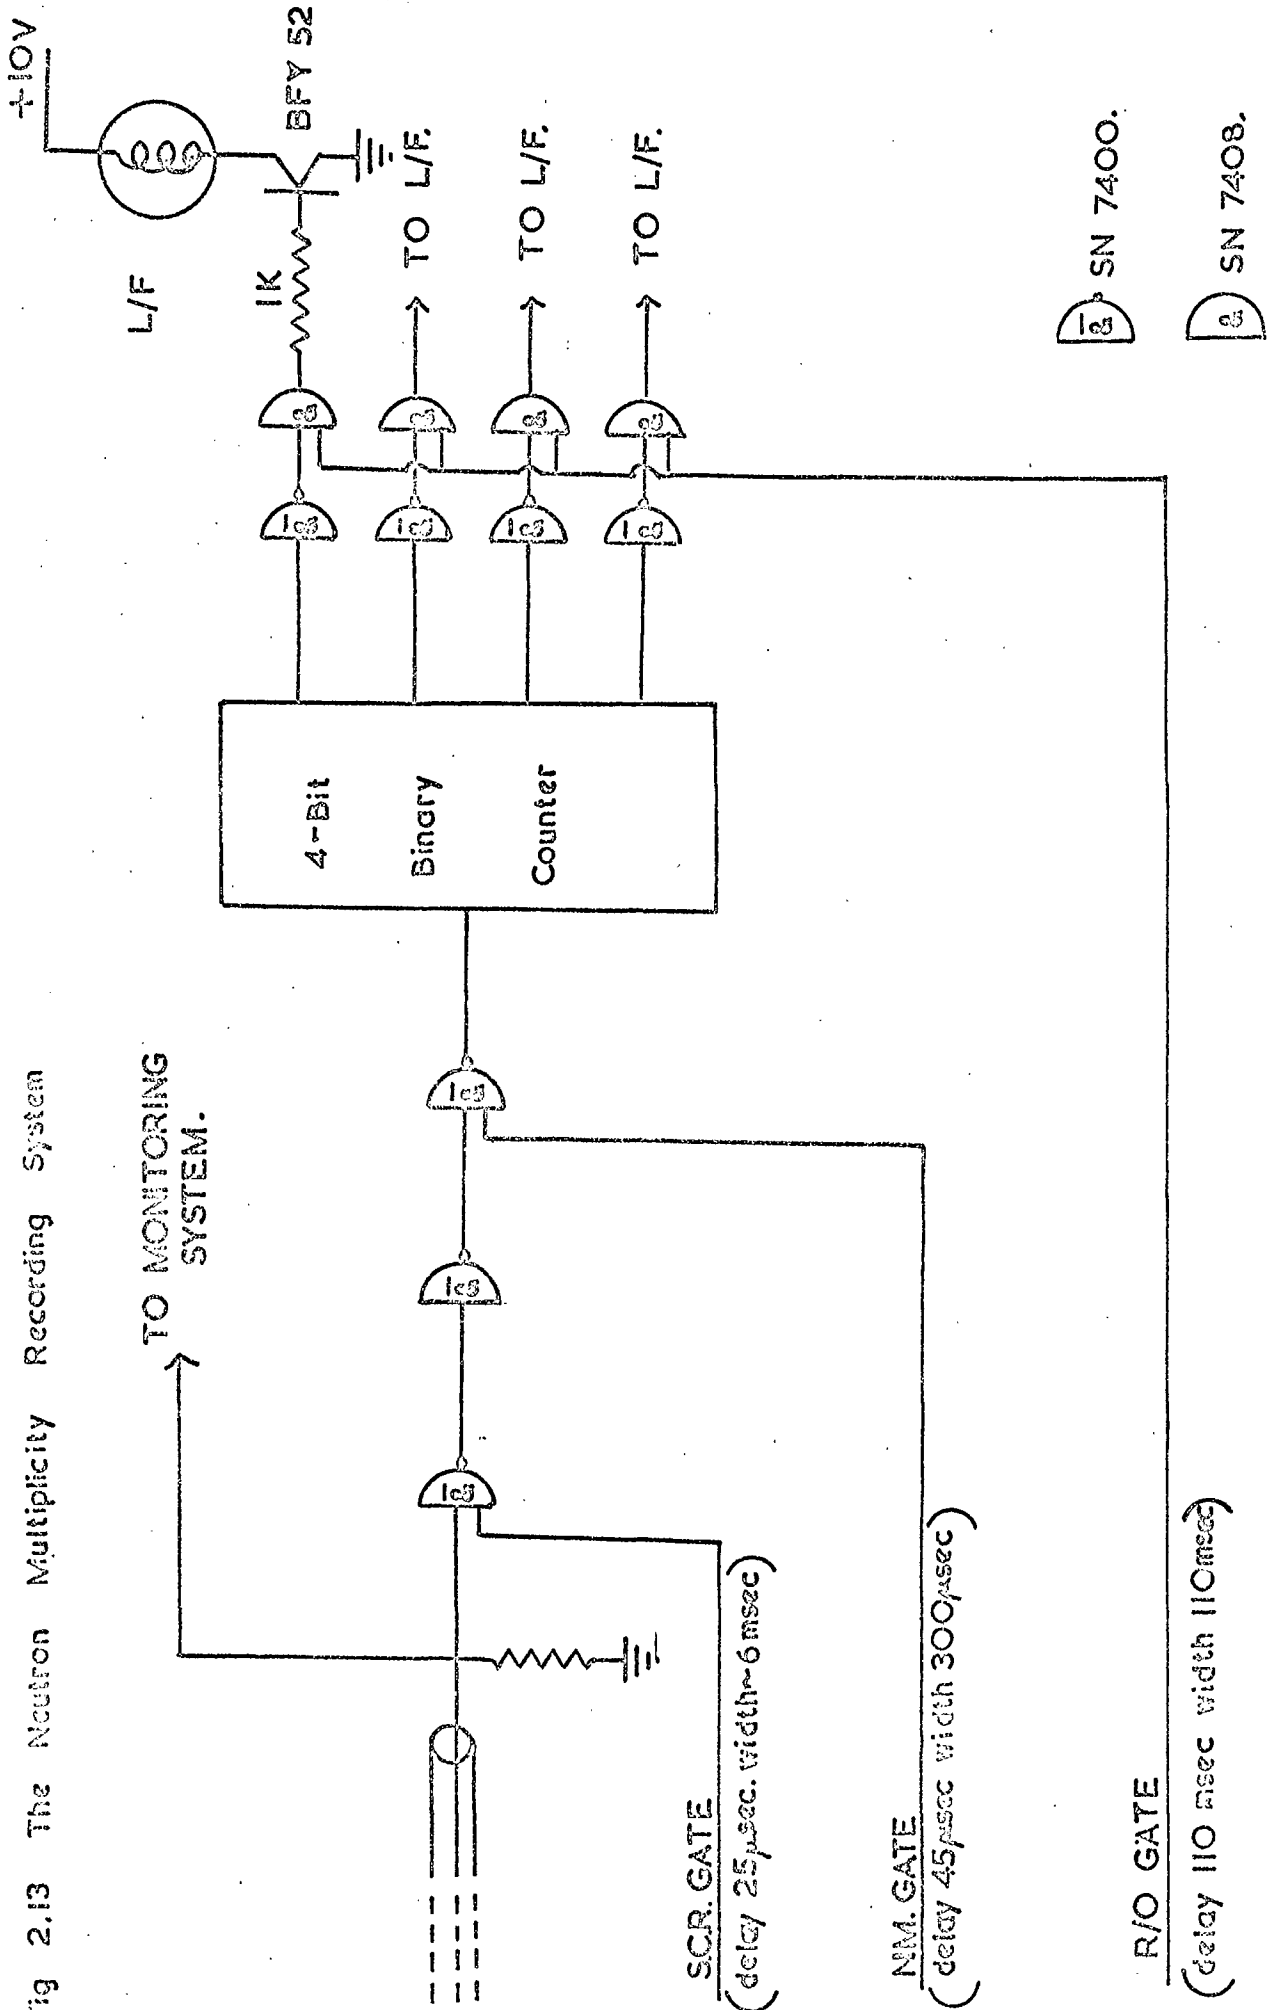 Fig 2.13 The Neutron Multiplicity Recording System
TO MONITORING
SYSTEM.
+10V
L/F
1K
BFY 52
4-Bit
Binary
Counter
&
&
&
&
&
&
&
&
&
&
&
TO L/F.
TO L/F.
TO L/F.
S.C.R. GATE
(delay 25μsec. width~6msec)
NM. GATE
(delay 45μsec width 300μsec)
R/O GATE
(delay 110 msec width 110msec)
& SN 7400.
& SN 7408.